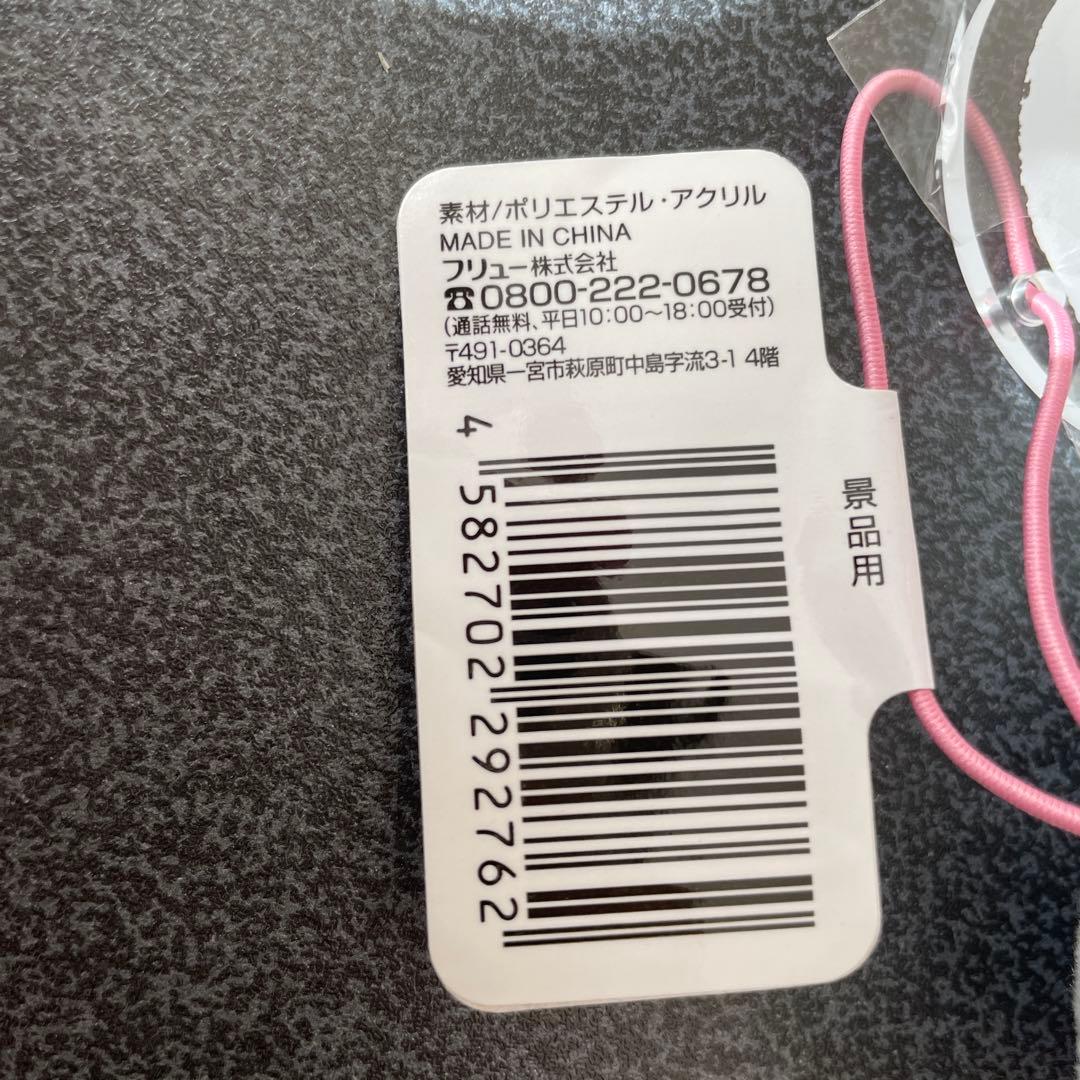 素材/ポリエステル・アクリル
MADE IN CHINA
フリュー株式会社
☎0800-222-0678
(通話無料、平日10:00〜18:00受付)
〒491-0364
愛知県一宮市萩原町中島字流3-1 4階
4 582702 292762
景品用